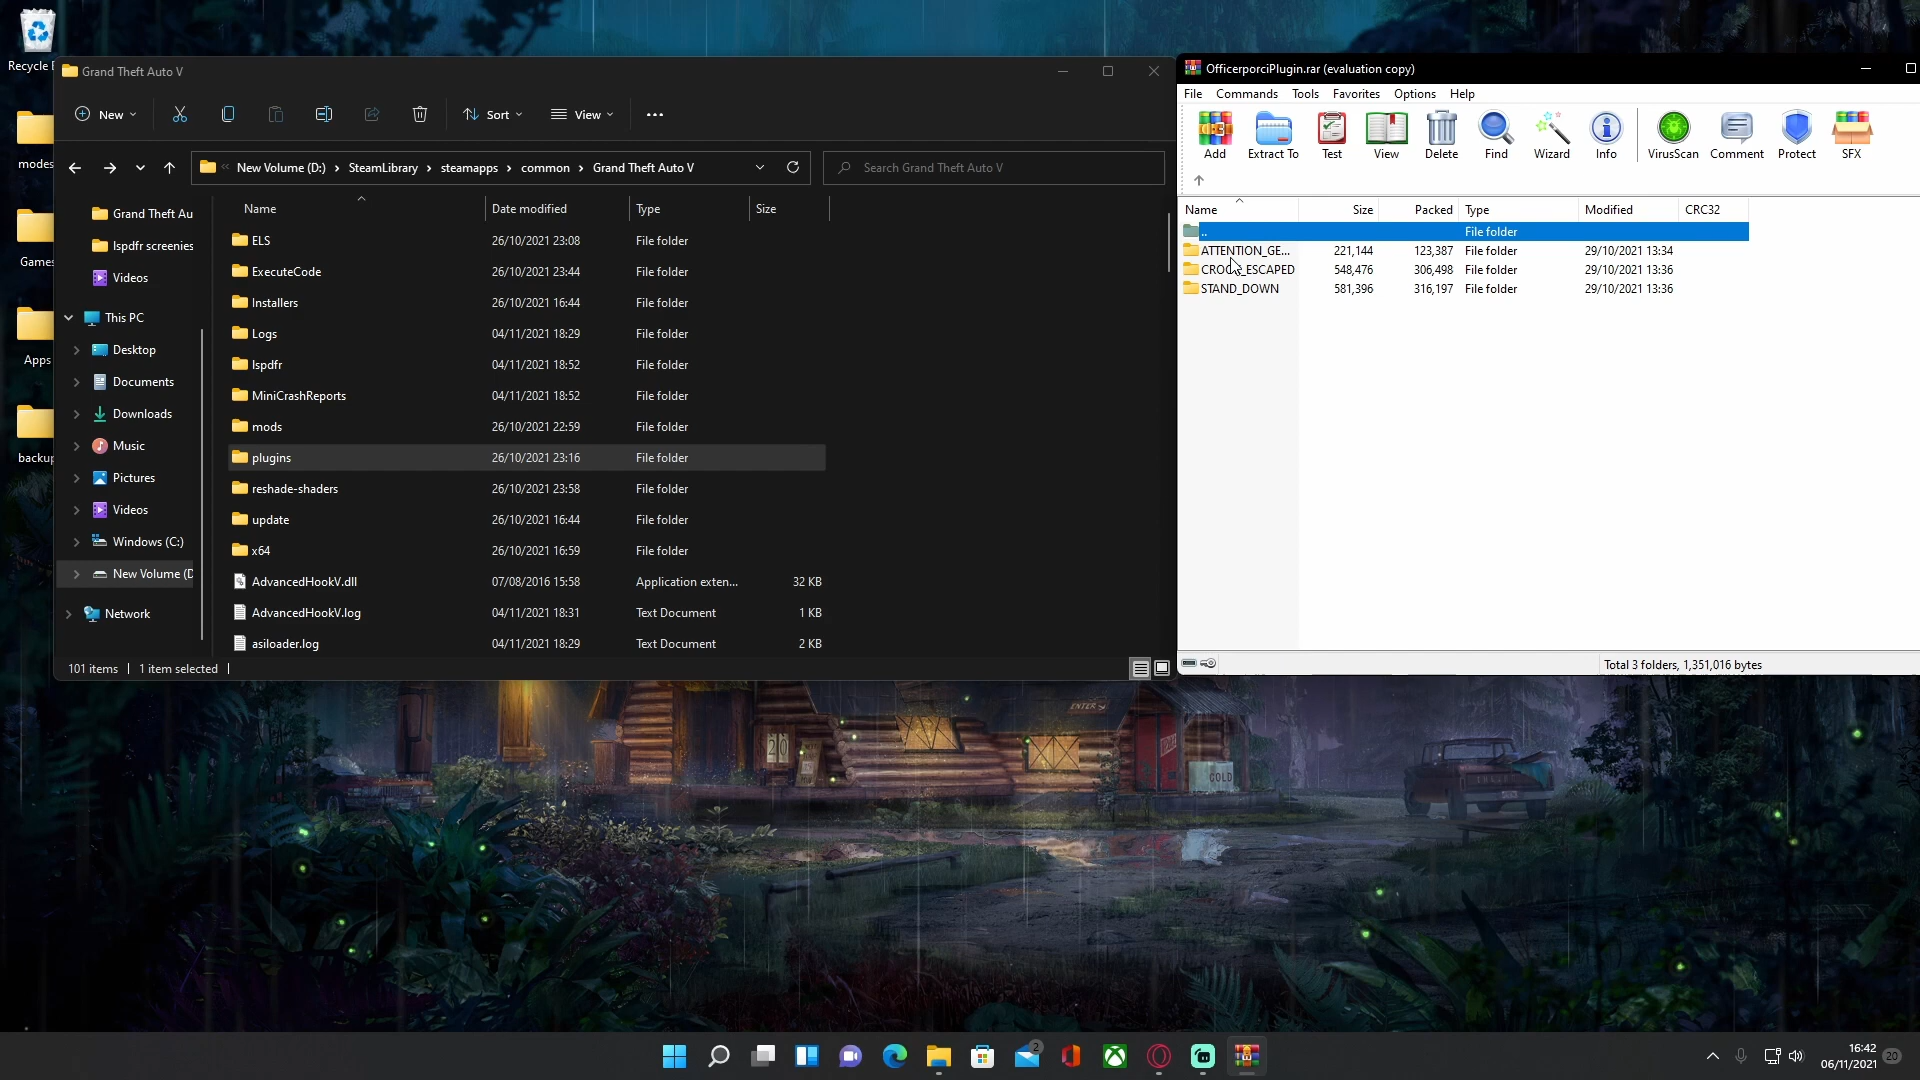 Recycle
modes
Games
Apps
backup
Grand Theft Auto V
New
Sort
View
New Volume (D:) > SteamLibrary > steamapps > common > Grand Theft Auto V
Search Grand Theft Auto V
Grand Theft Au
lspdfr screenies
Videos
This PC
Desktop
Documents
Downloads
Music
Pictures
Videos
Windows (C:)
New Volume (D
Network
Name Date modified Type Size
ELS 26/10/2021 23:08 File folder
ExecuteCode 26/10/2021 23:44 File folder
Installers 26/10/2021 16:44 File folder
Logs 04/11/2021 18:29 File folder
lspdfr 04/11/2021 18:52 File folder
MiniCrashReports 04/11/2021 18:52 File folder
mods 26/10/2021 22:59 File folder
plugins 26/10/2021 23:16 File folder
reshade-shaders 26/10/2021 23:58 File folder
update 26/10/2021 16:44 File folder
x64 26/10/2021 16:59 File folder
AdvancedHookV.dll 07/08/2016 15:58 Application exten... 32 KB
AdvancedHookV.log 04/11/2021 18:31 Text Document 1 KB
asiloader.log 04/11/2021 18:29 Text Document 2 KB
101 items 1 item selected
OfficerporciPlugin.rar (evaluation copy)
File Commands Tools Favorites Options Help
Add Extract To Test View Delete Find Wizard Info VirusScan Comment Protect SFX
Name Size Packed Type Modified CRC32
.. File folder
ATTENTION_GE... 221,144 123,387 File folder 29/10/2021 13:34
548,476 306,498 File folder 29/10/2021 13:36
STAND_DOWN 581,396 316,197 File folder 29/10/2021 13:36
Total 3 folders, 1,351,016 bytes
ENTER
20
GOLD
2
16:42
06/11/2021
20